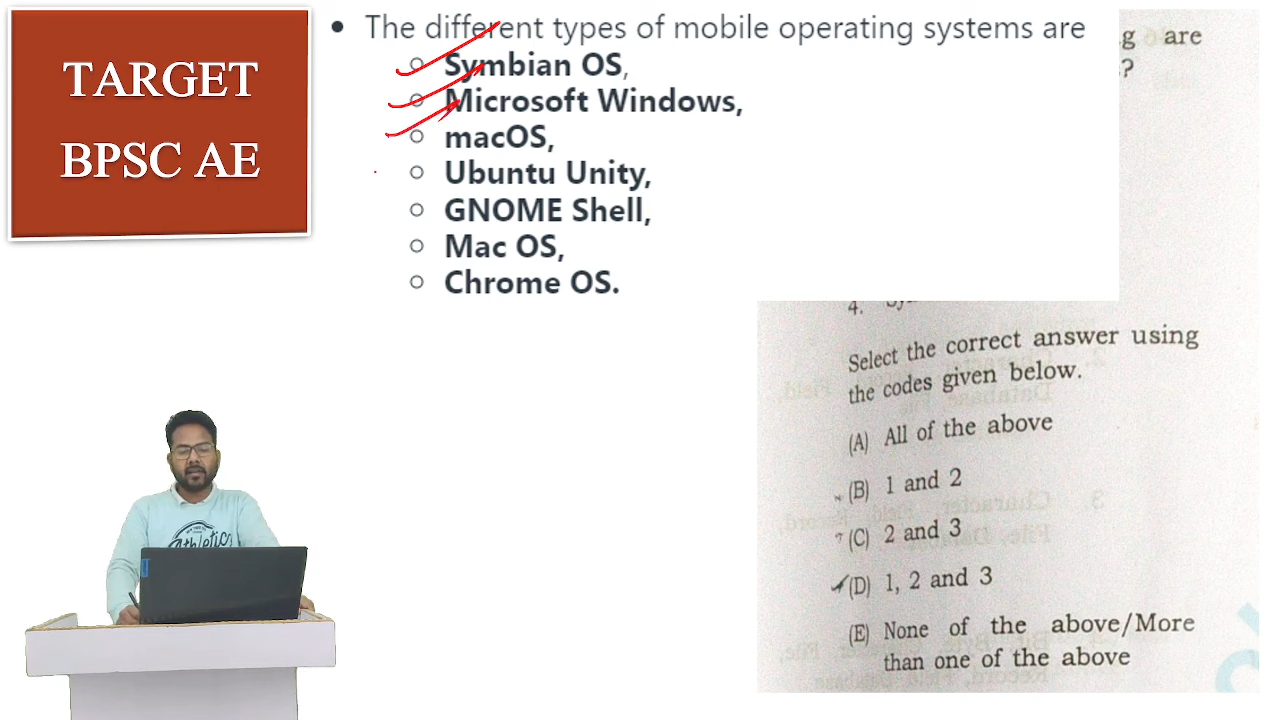 TARGET
BPSC AE
The different types of mobile operating systems are
Symbian OS,
Microsoft Windows,
macOS,
Ubuntu Unity,
GNOME Shell,
Mac OS,
Chrome OS.
g are
?
4.
Select the correct answer using
the codes given below.
(A) All of the above
(B) 1 and 2
(C) 2 and 3
(D) 1, 2 and 3
(E) None of the above/More
than one of the above
Athletic